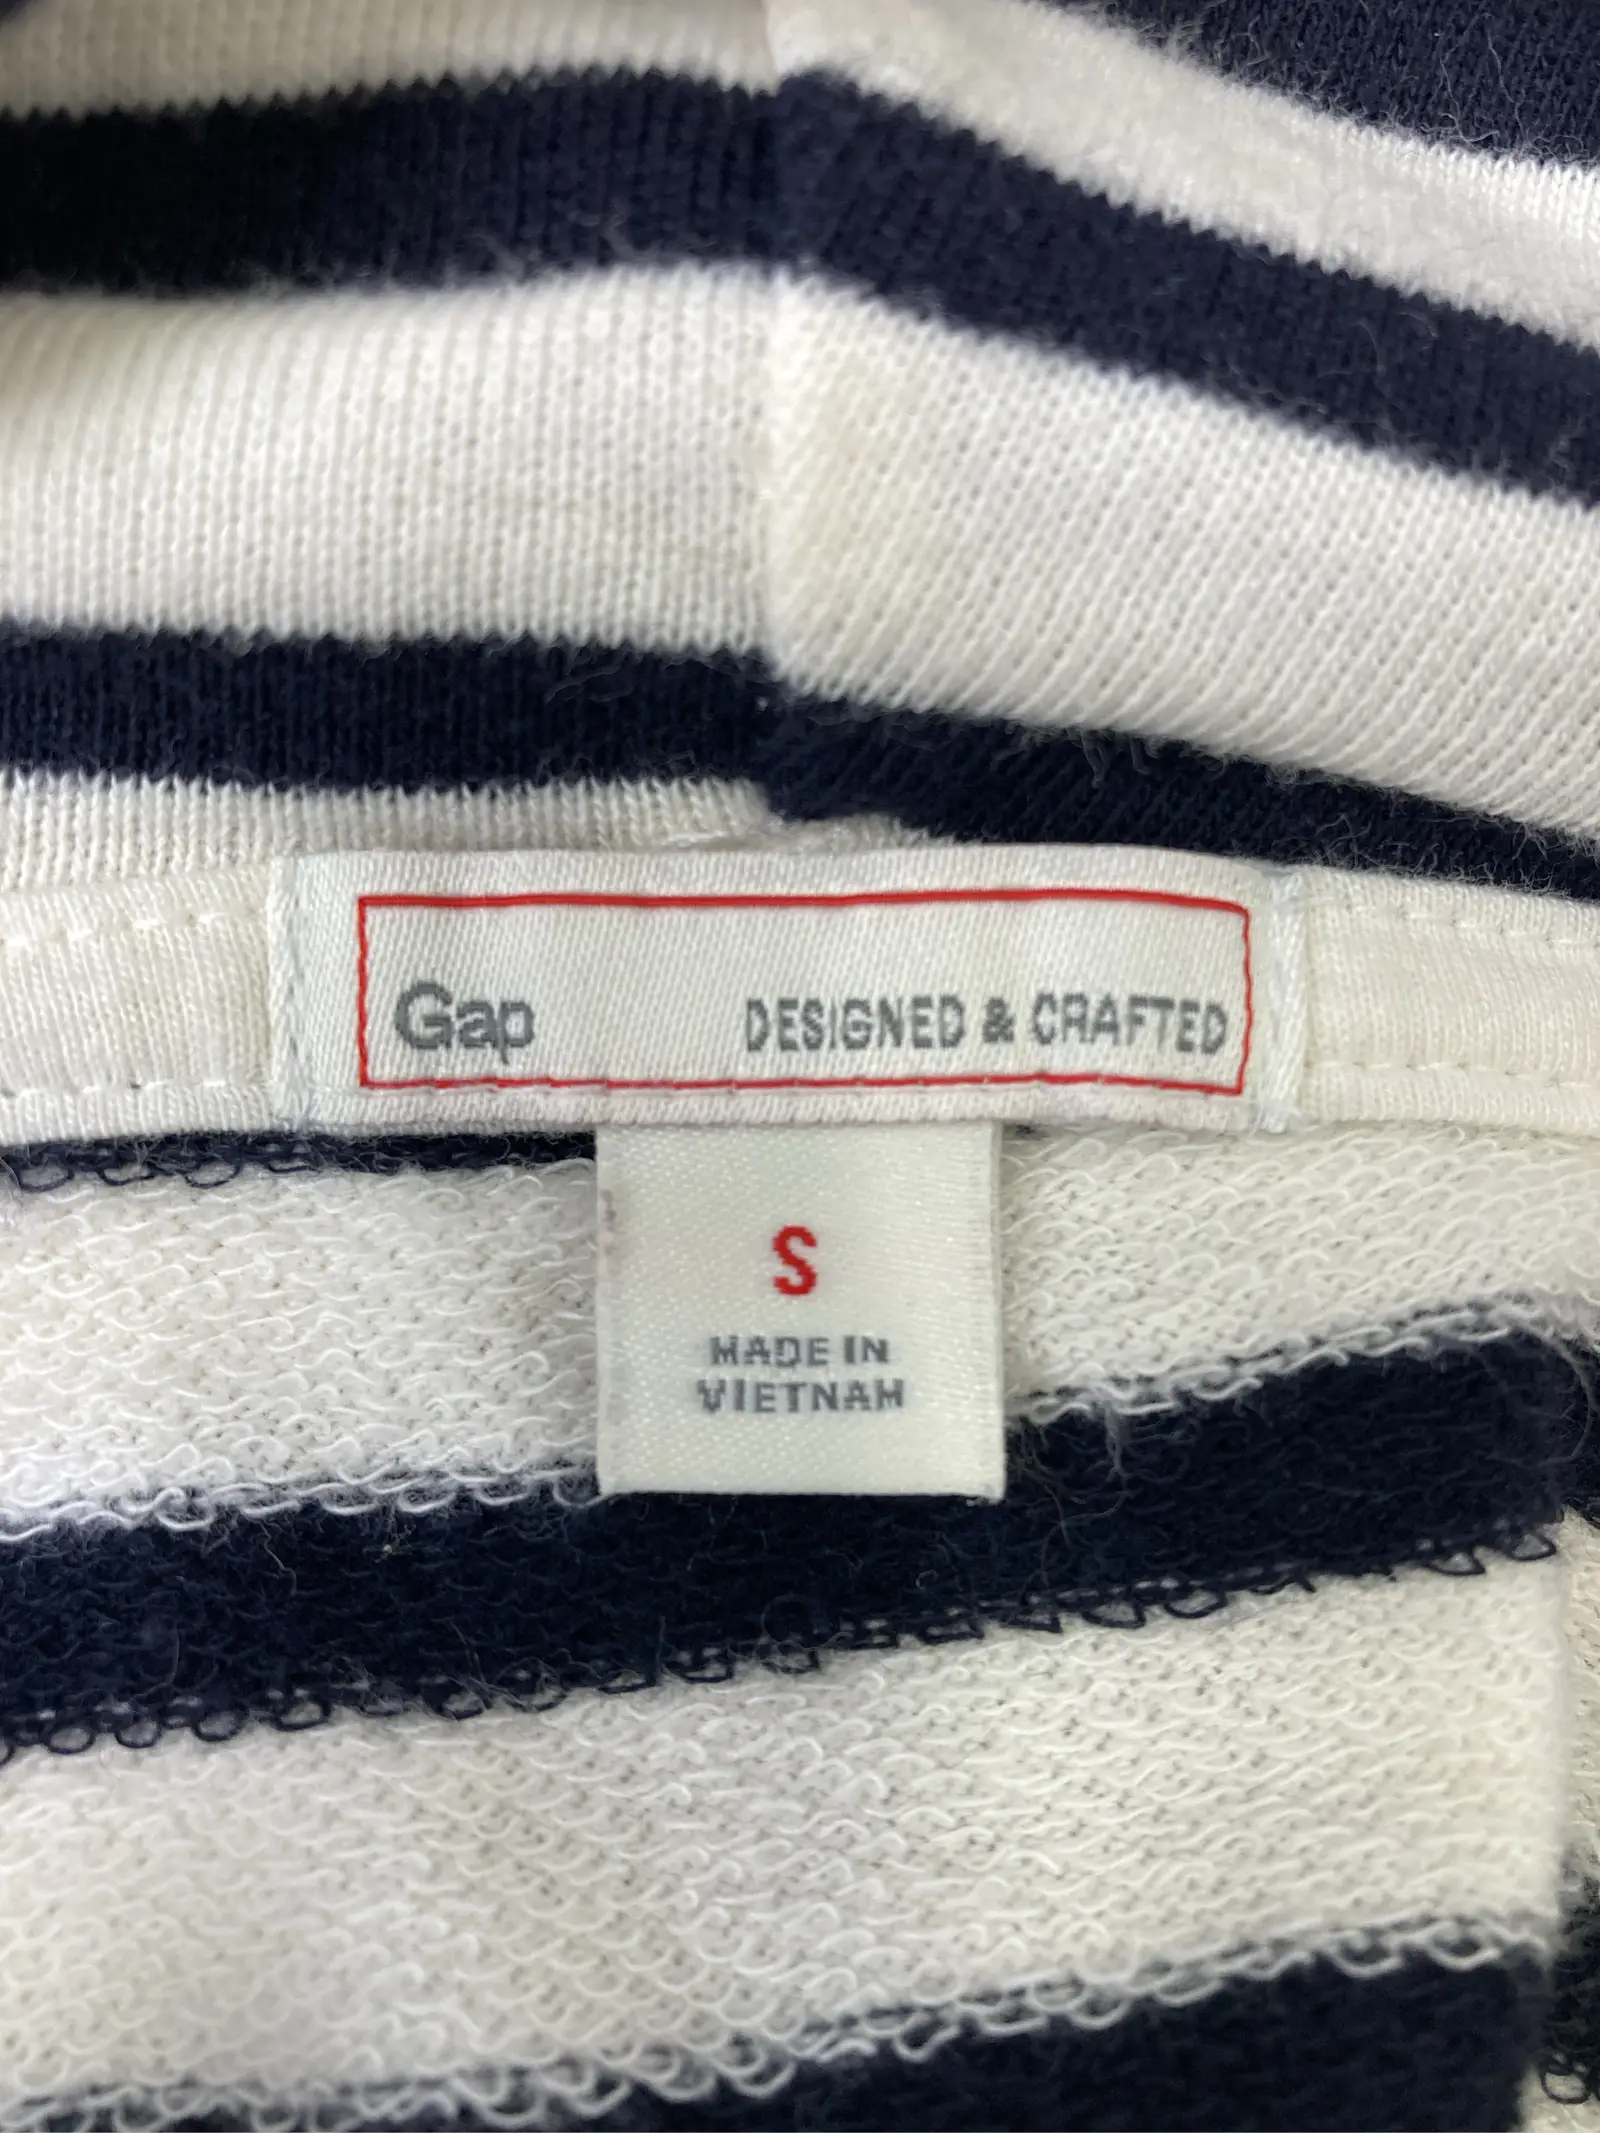 Gap DESIGNED & CRAFTED
S
MADE IN
VIETNAM